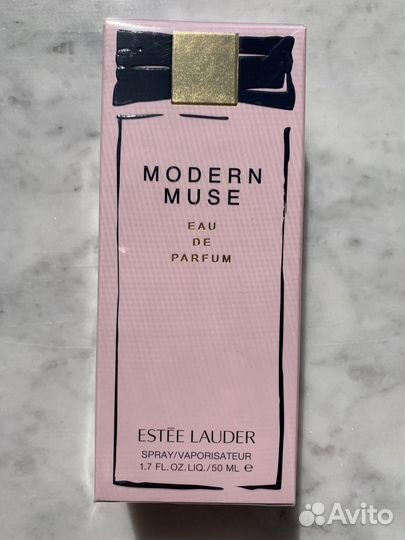 MODERN
MUSE
EAU
DE
PARFUM
ESTĒE LAUDER
SPRAY/VAPORISATEUR
1.7 FL.OZ.LIQ./50 ML ℮
Avito